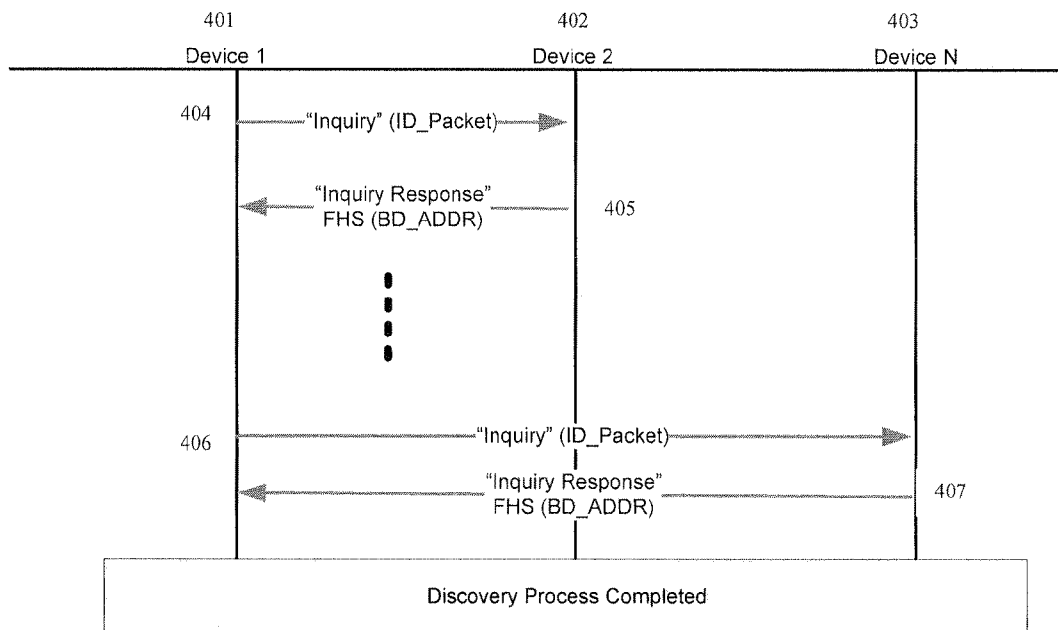 401 402 403
Device 1 Device 2 Device N
404 “Inquiry” (ID_Packet)
“Inquiry Response”
FHS (BD_ADDR) 405
406 “Inquiry” (ID_Packet)
“Inquiry Response”
FHS (BD_ADDR) 407
Discovery Process Completed